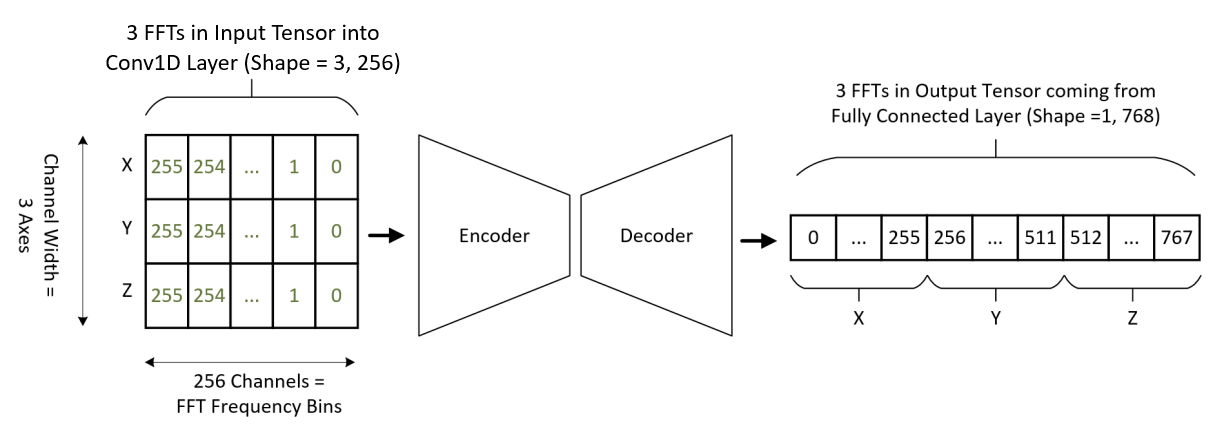 3 FFTs in Input Tensor into
Conv1D Layer (Shape = 3, 256)
Channel Width =
3 Axes
X 255 254 ... 1 0
Y 255 254 ... 1 0
Z 255 254 ... 1 0
256 Channels =
FFT Frequency Bins
Encoder
Decoder
3 FFTs in Output Tensor coming from
Fully Connected Layer (Shape =1, 768)
0 ... 255 256 ... 511 512 ... 767
X Y Z